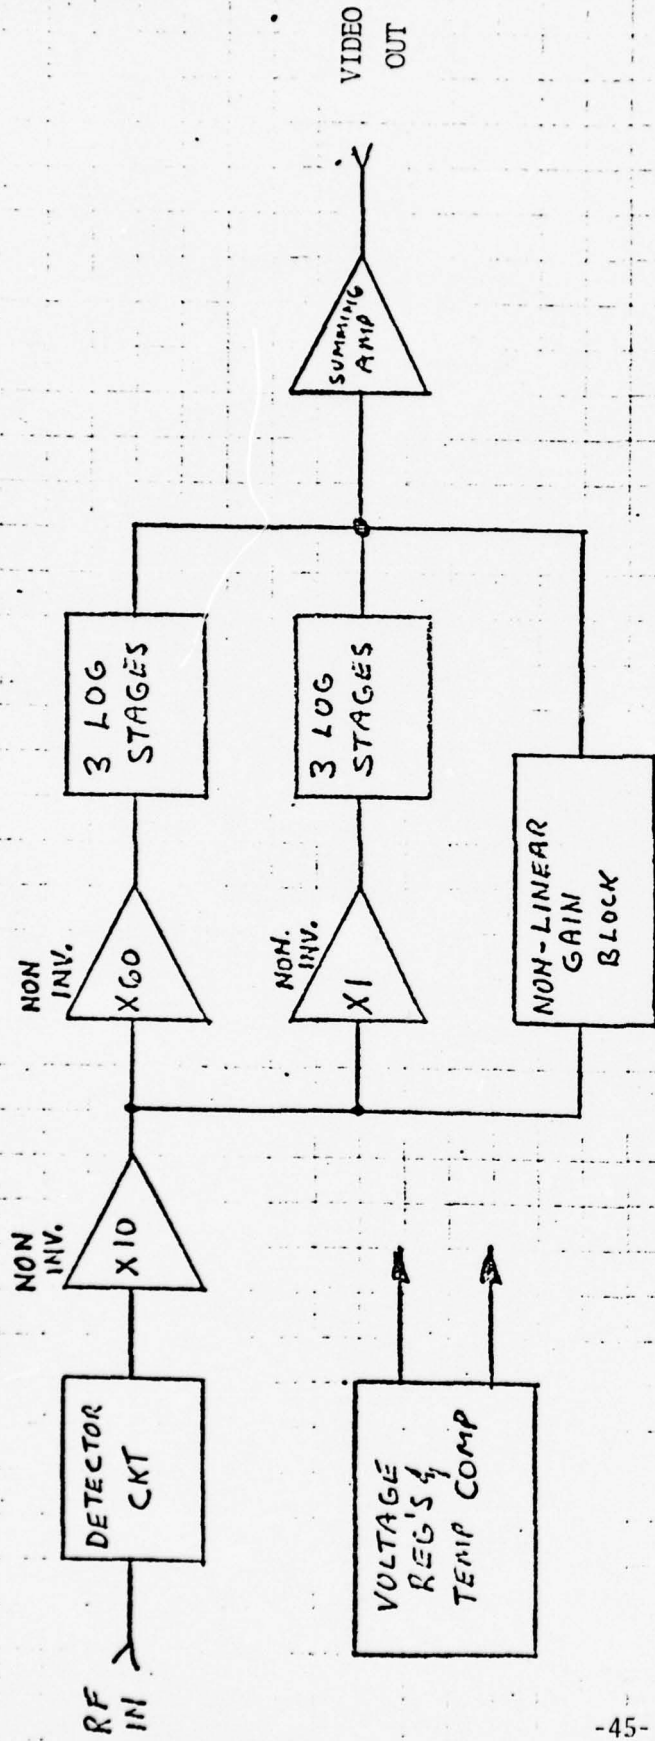 RF
IN
DETECTOR
CKT
NON
INV.
X10
NON
INV.
X60
3 LOG
STAGES
NON.
INV.
X1
3 LOG
STAGES
NON-LINEAR
GAIN
BLOCK
SUMMING
AMP
VIDEO
OUT
VOLTAGE
REG'S &
TEMP COMP
-45-